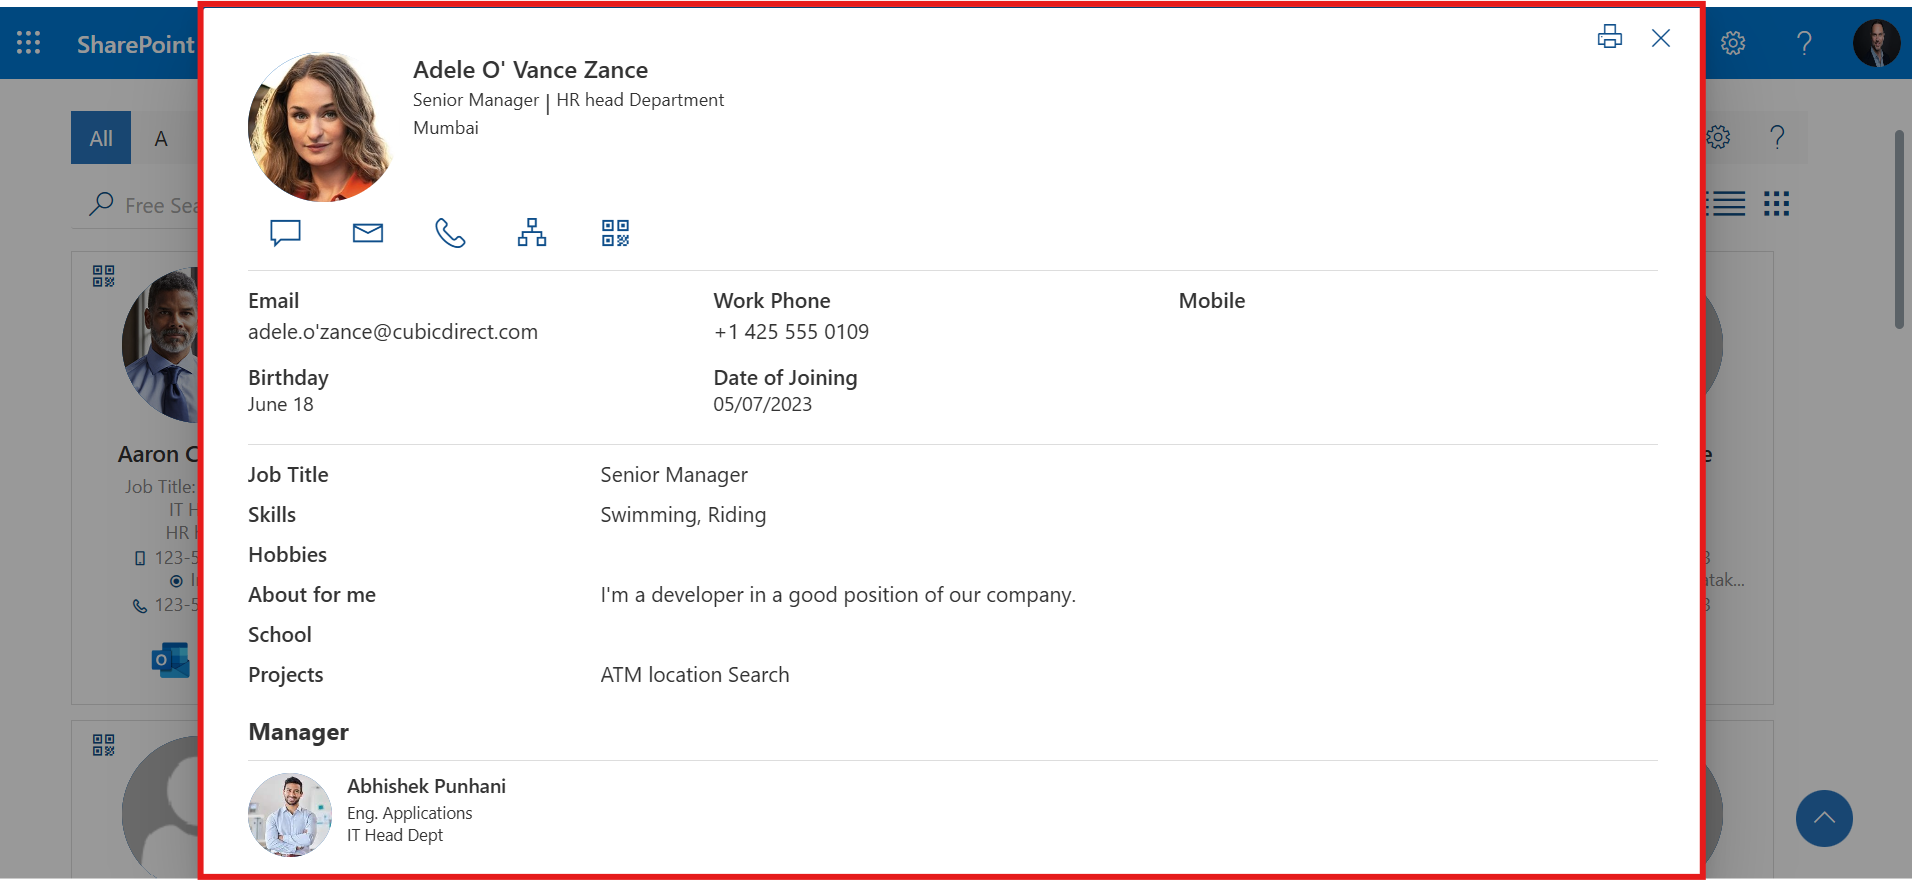 SharePoint
Adele O' Vance Zance
Senior Manager | HR head Department
Mumbai
All A
Free Sea
Email
adele.o'zance@cubicdirect.com
Work Phone
+1 425 555 0109
Mobile
Birthday
June 18
Date of Joining
05/07/2023
Job Title Senior Manager
Skills Swimming, Riding
Hobbies
About for me I'm a developer in a good position of our company.
School
Projects ATM location Search
Manager
Abhishek Punhani
Eng. Applications
IT Head Dept
Aaron
Job Title:
IT
HR
123-5
123-5
atak...